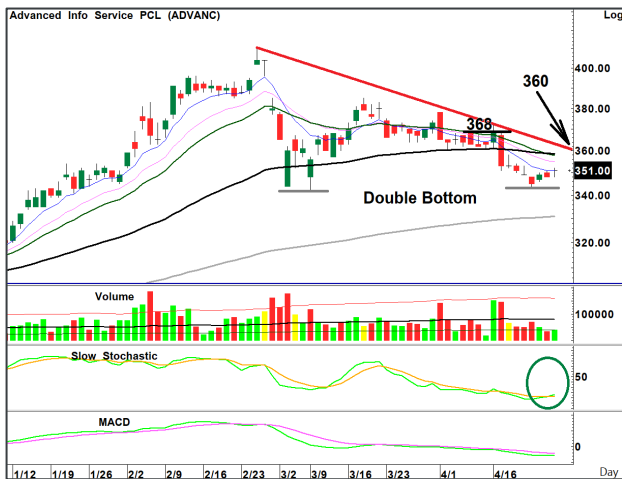 Advanced Info Service PCL (ADVANC)
Log
400.00
360
380.00
368
360.00
351.00
Double Bottom
340.00
320.00
Volume
100000
Slow Stochastic
50
MACD
0
1/12 1/19 1/26 2/2 2/9 2/16 2/23 3/2 3/9 3/16 3/23 4/1 4/16 Day